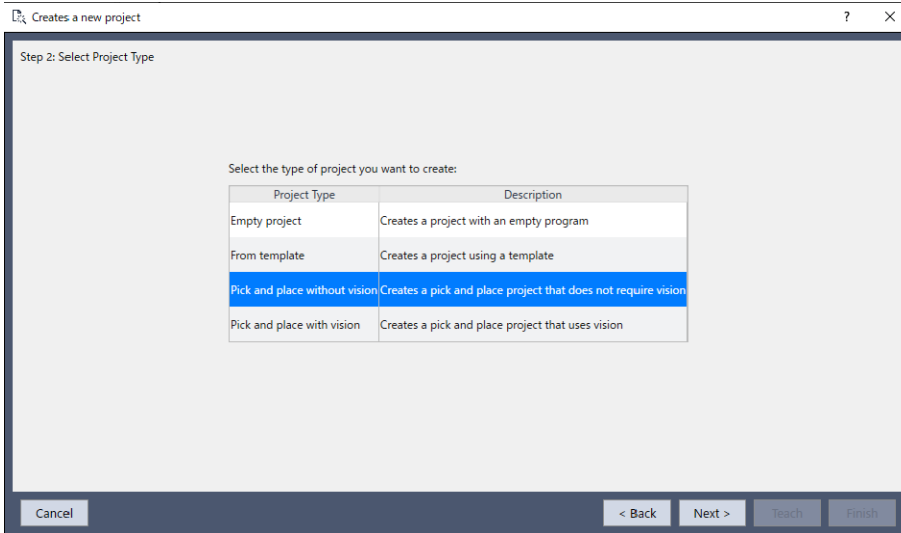 Creates a new project
?
Step 2: Select Project Type
Select the type of project you want to create:
Project Type Description
Empty project Creates a project with an empty program
From template Creates a project using a template
Pick and place without vision Creates a pick and place project that does not require vision
Pick and place with vision Creates a pick and place project that uses vision
Cancel < Back Next > Teach Finish